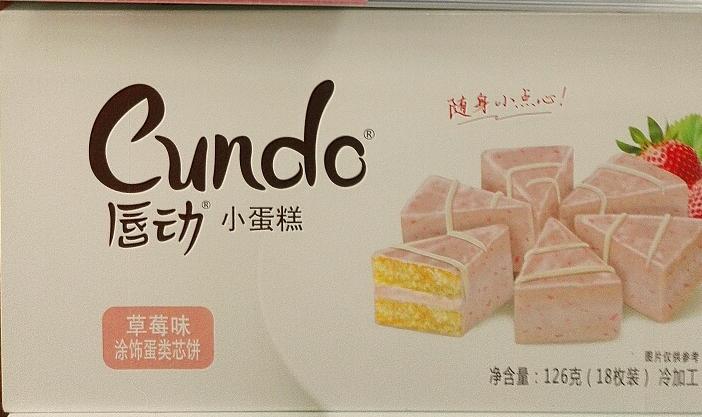 Cundo®
唇动® 小蛋糕
随身小点心!
草莓味
涂饰蛋类芯饼
图片仅供参考
净含量:126克(18枚装) 冷加工